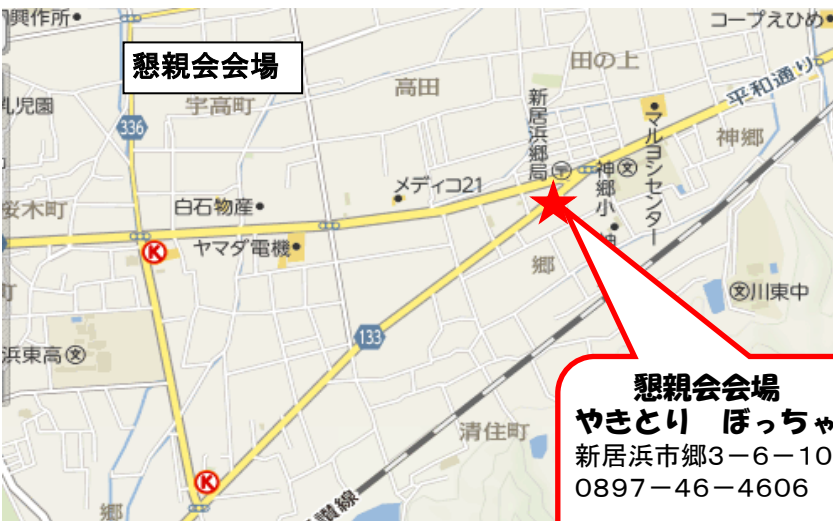 興作所
懇親会会場
コープえひめ
田の上
平和通り
高田
新居浜郷局
マルヨシセンター
神郷
乳児園
宇高町
336
メディコ21
神郷小
桜木町
白石物産
ヤマダ電機
K
郷
川東中
町
133
浜東高
清住町
懇親会会場
やきとり ぼっちゃ
新居浜市郷3-6-10
0897-46-4606
K
讃線
郷